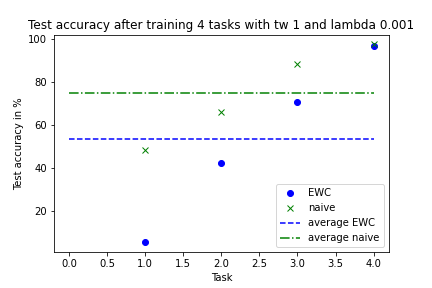 Test accuracy after training 4 tasks with tw 1 and lambda 0.001
100
80
60
40
20
Test accuracy in %
0.0 0.5 1.0 1.5 2.0 2.5 3.0 3.5 4.0
Task
EWC
naive
average EWC
average naive